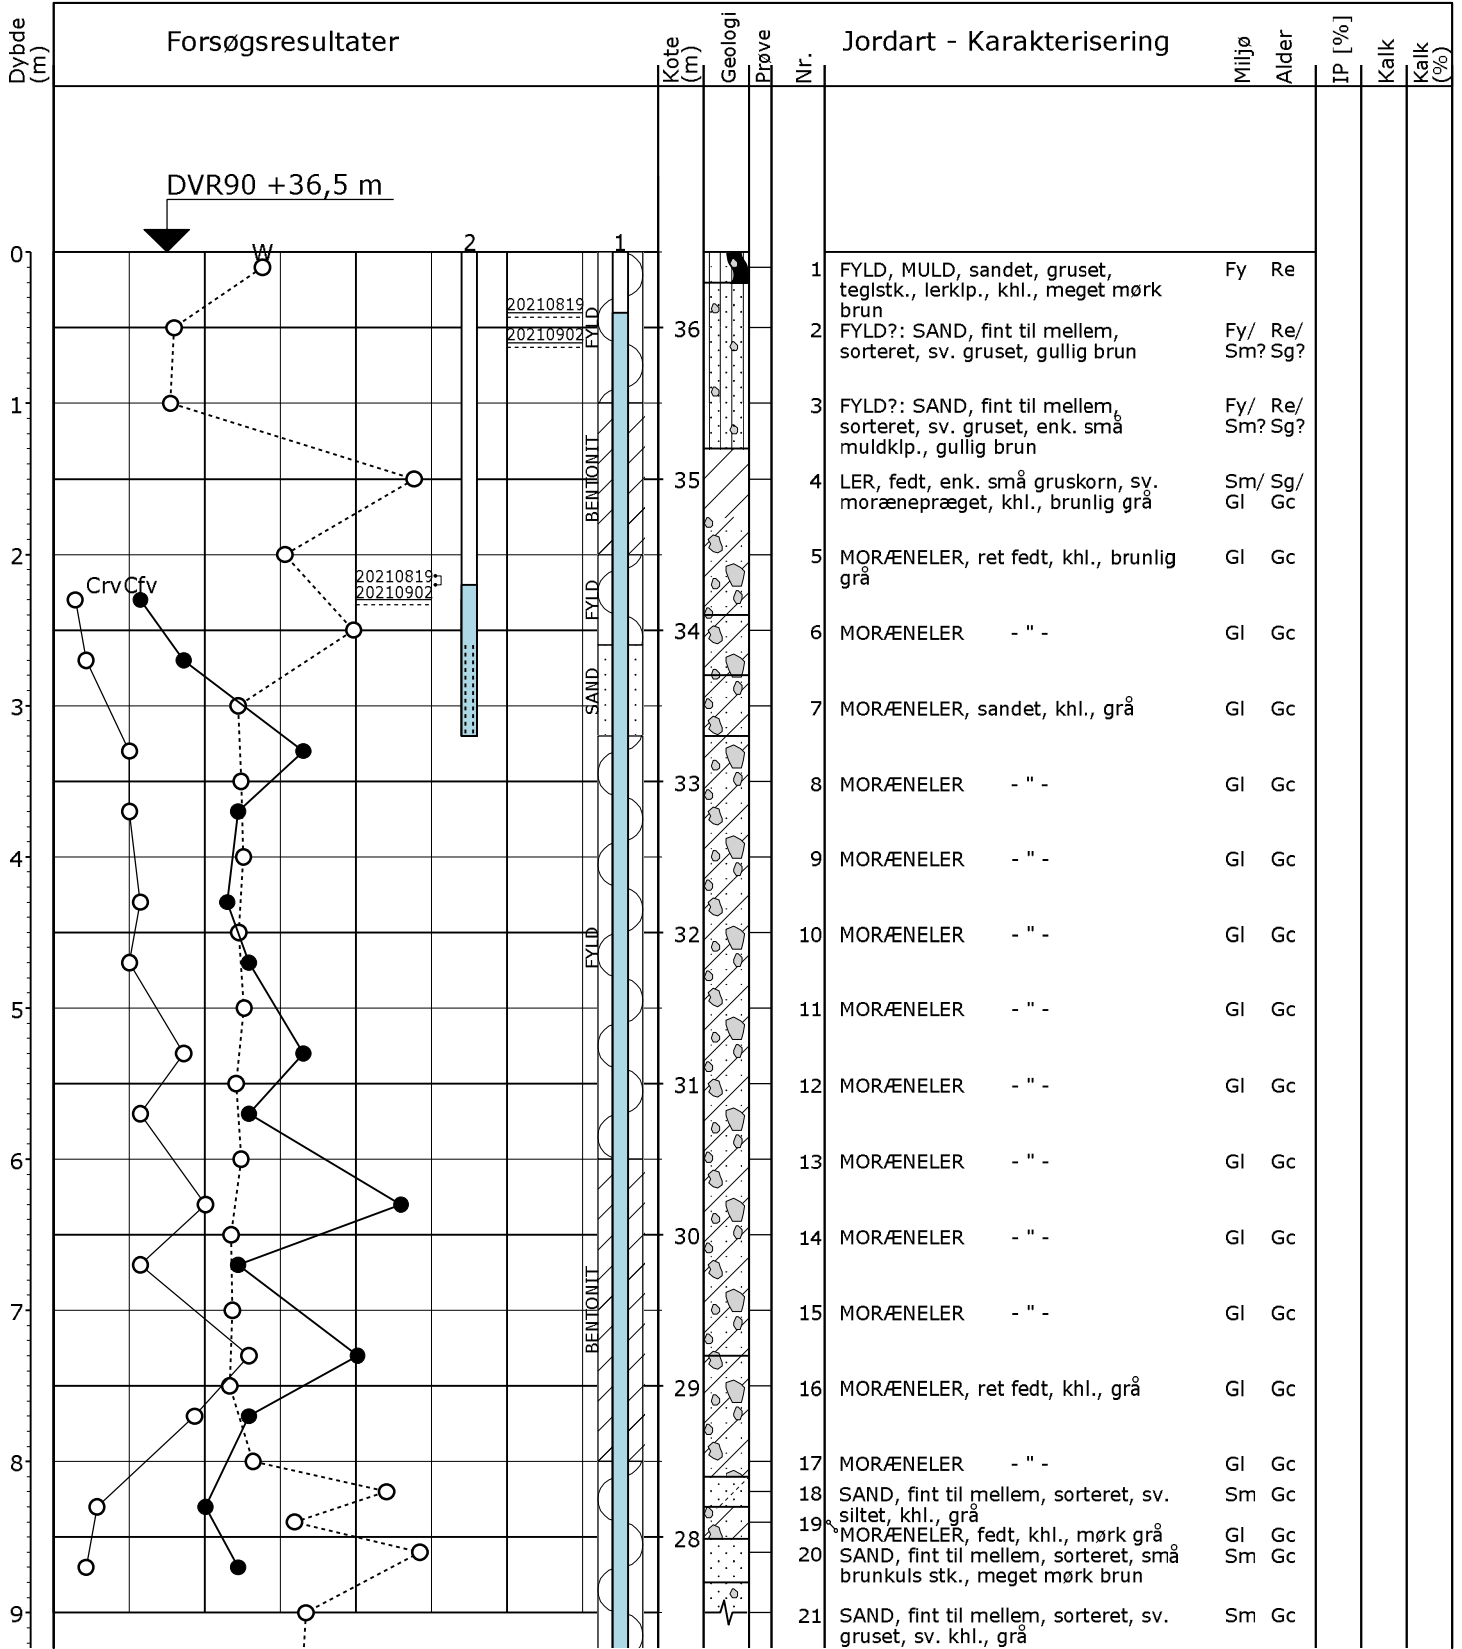 Dybde
(m)
Forsøgsresultater
Kote
(m)
Geologi
Prøve
Nr.
Jordart - Karakterisering
Miljø
Alder
IP [%]
Kalk
Kalk
(%)
DVR90 +36,5 m
W
2
1
0
1
2
3
4
5
6
7
8
9
20210819
20210902
20210819
20210902
Crv Cfv
FYLD
BENTONIT
FYLD
SAND
FYLD
BENTONIT
36
35
34
33
32
31
30
29
28
1 FYLD, MULD, sandet, gruset, Fy Re
teglstk., lerklp., khl., meget mørk
brun
2 FYLD?: SAND, fint til mellem, Fy/ Re/
sorteret, sv. gruset, gullig brun Sm? Sg?
3 FYLD?: SAND, fint til mellem, Fy/ Re/
sorteret, sv. gruset, enk. små Sm? Sg?
muldklp., gullig brun
4 LER, fedt, enk. små gruskorn, sv. Sm/ Sg/
morænepræget, khl., brunlig grå Gl Gc
5 MORÆNELER, ret fedt, khl., brunlig Gl Gc
grå
6 MORÆNELER - " - Gl Gc
7 MORÆNELER, sandet, khl., grå Gl Gc
8 MORÆNELER - " - Gl Gc
9 MORÆNELER - " - Gl Gc
10 MORÆNELER - " - Gl Gc
11 MORÆNELER - " - Gl Gc
12 MORÆNELER - " - Gl Gc
13 MORÆNELER - " - Gl Gc
14 MORÆNELER - " - Gl Gc
15 MORÆNELER - " - Gl Gc
16 MORÆNELER, ret fedt, khl., grå Gl Gc
17 MORÆNELER - " - Gl Gc
18 SAND, fint til mellem, sorteret, sv. Sm Gc
siltet, khl., grå
19 MORÆNELER, fedt, khl., mørk grå Gl Gc
20 SAND, fint til mellem, sorteret, små Sm Gc
brunkuls stk., meget mørk brun
21 SAND, fint til mellem, sorteret, sv. Sm Gc
gruset, sv. khl., grå